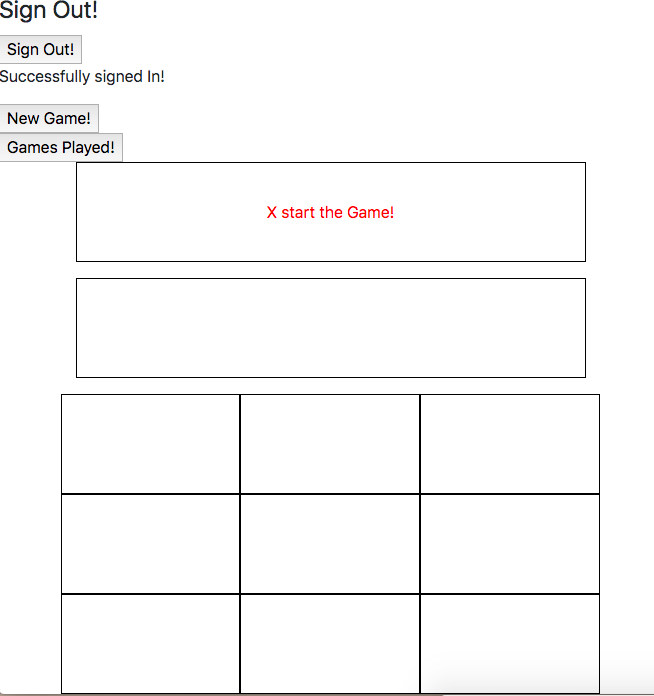 Sign Out!
Sign Out!
Successfully signed In!
New Game!
Games Played!
X start the Game!